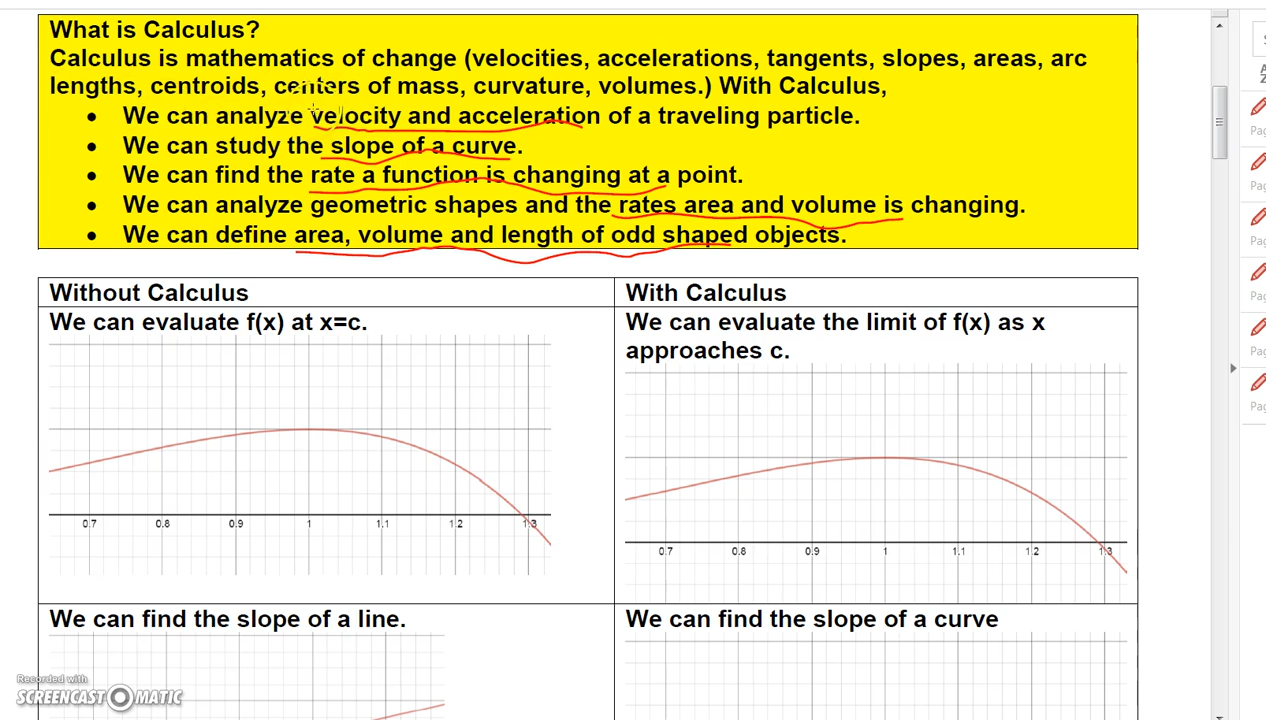 What is Calculus?
Calculus is mathematics of change (velocities, accelerations, tangents, slopes, areas, arc
lengths, centroids, centers of mass, curvature, volumes.) With Calculus,
• We can analyze velocity and acceleration of a traveling particle.
• We can study the slope of a curve.
• We can find the rate a function is changing at a point.
• We can analyze geometric shapes and the rates area and volume is changing.
• We can define area, volume and length of odd shaped objects.
Without Calculus
With Calculus
We can evaluate f(x) at x=c.
We can evaluate the limit of f(x) as x
approaches c.
0.7 0.8 0.9 1 1.1 1.2 1.3
0.7 0.8 0.9 1 1.1 1.2 1.3
We can find the slope of a line.
We can find the slope of a curve
Recorded with
SCREENCAST MATIC
Pag
Pag
Pag
Pag
Pag
Pag